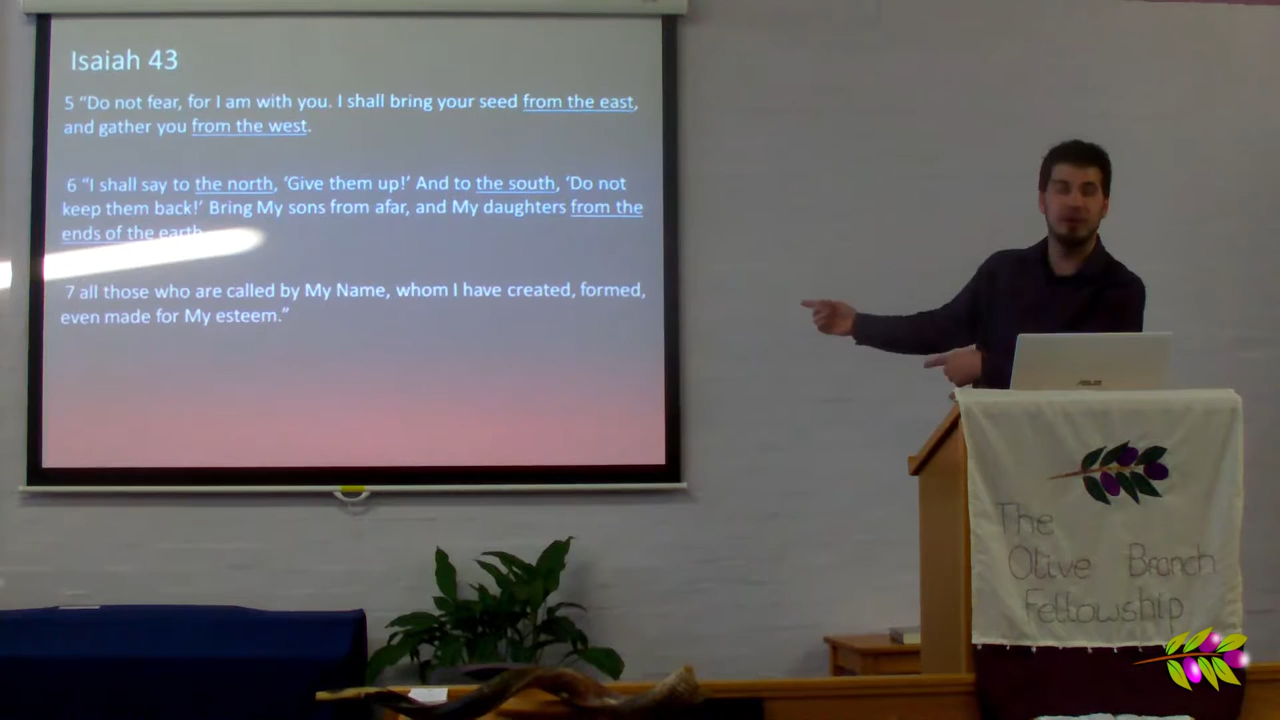 Isaiah 43
5 “Do not fear, for I am with you. I shall bring your seed from the east,
and gather you from the west.
6 “I shall say to the north, ‘Give them up!’ And to the south, ‘Do not
keep them back!’ Bring My sons from afar, and My daughters from the
ends of the earth
7 all those who are called by My Name, whom I have created, formed,
even made for My esteem.”
ASUS
The
Olive Branch
Fellowship